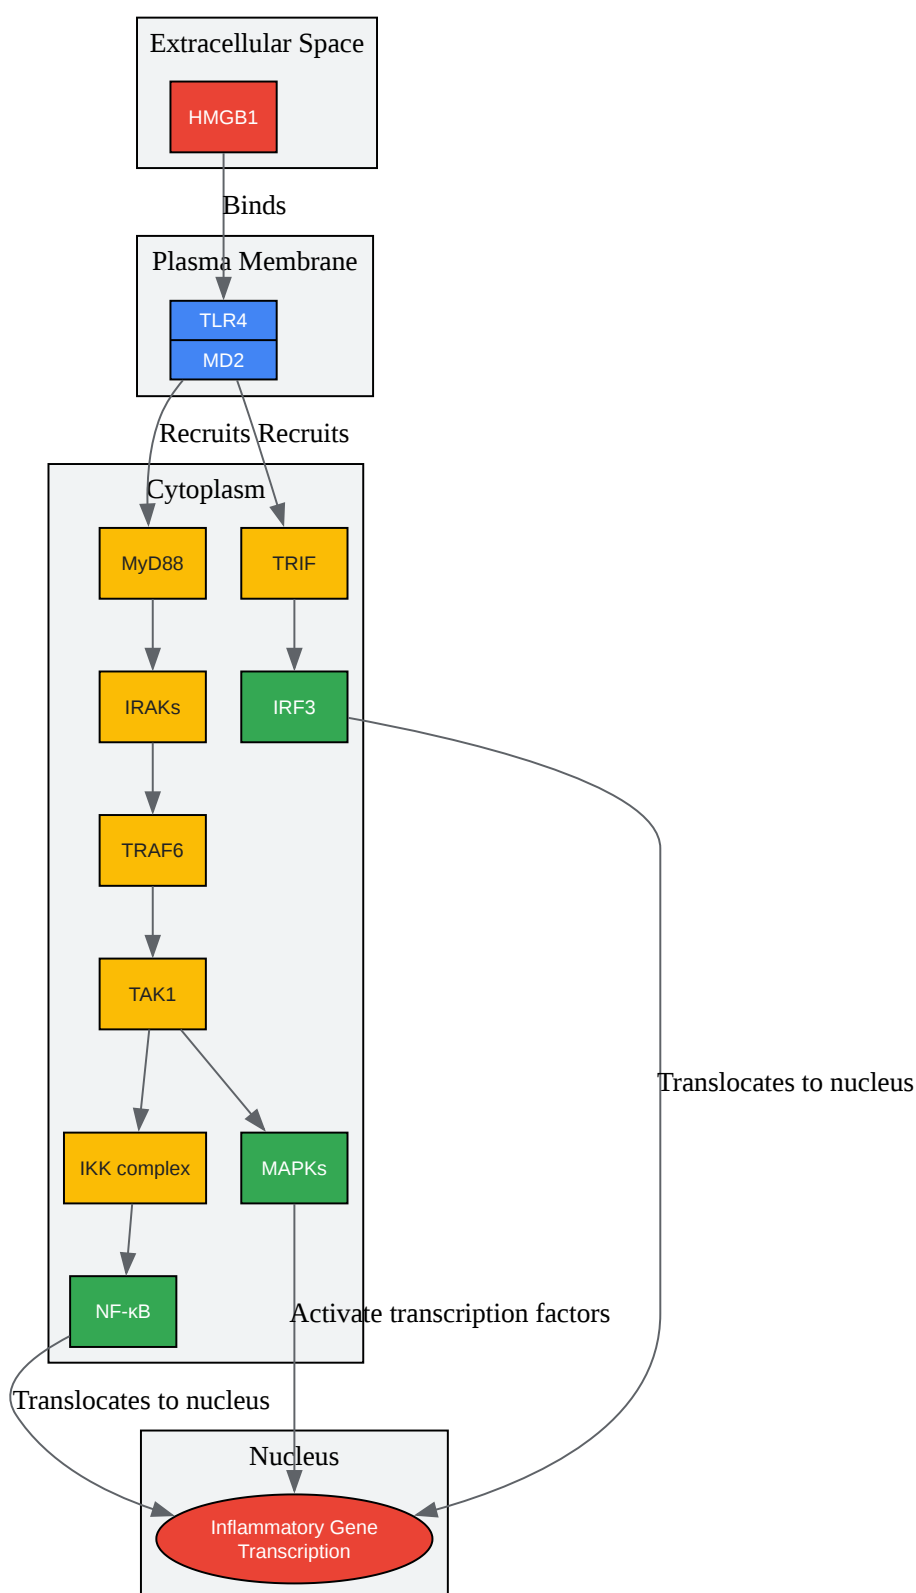 Extracellular Space
HMGB1
Binds
Plasma Membrane
TLR4
MD2
Recruits
Recruits
Cytoplasm
MyD88
TRIF
IRAKs
IRF3
TRAF6
TAK1
Translocates to nucleus
IKK complex
MAPKs
NF-κB
Activate transcription factors
Translocates to nucleus
Nucleus
Inflammatory Gene
Transcription